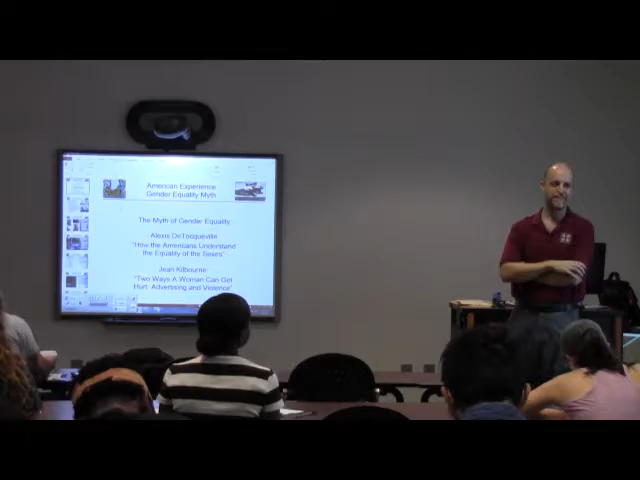 American Experience
Gender Equality Myth
The Myth of Gender Equality
Alexis DeTocqueville
"How the Americans Understand
the Equality of the Sexes"
Jean Kilbourne
"Two Ways A Woman Can Get
Hurt: Advertising and Violence"